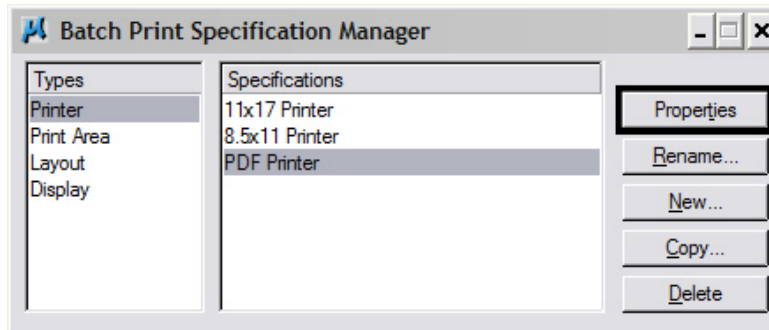 Batch Print Specification Manager
Types
Specifications
Printer
Print Area
Layout
Display
11x17 Printer
8.5x11 Printer
PDF Printer
Properties
Rename...
New...
Copy...
Delete